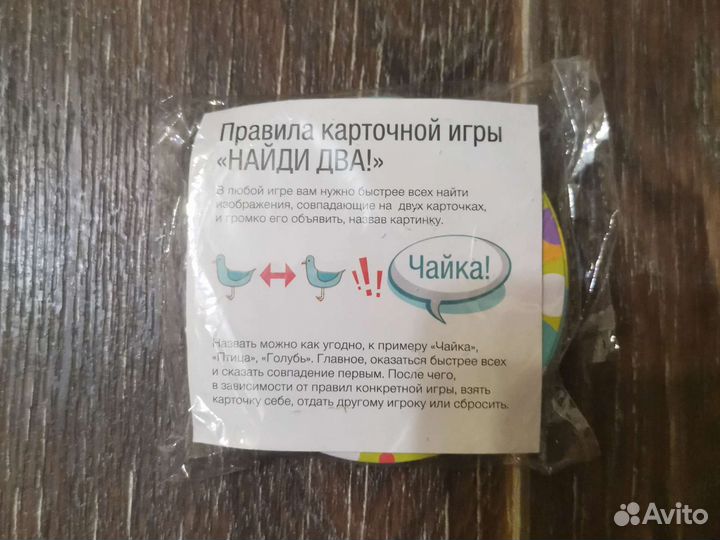 Правила карточной игры
«НАЙДИ ДВА!»
В любой игре вам нужно быстрее всех найти
изображения, совпадающие на двух карточках,
и громко его объявить, назвав картинку.
Чайка!
Назвать можно как угодно, к примеру «Чайка»,
«Птица», «Голубь». Главное, оказаться быстрее всех
и сказать совпадение первым. После чего,
в зависимости от правил конкретной игры, взять
карточку себе, отдать другому игроку или сбросить.
Avito